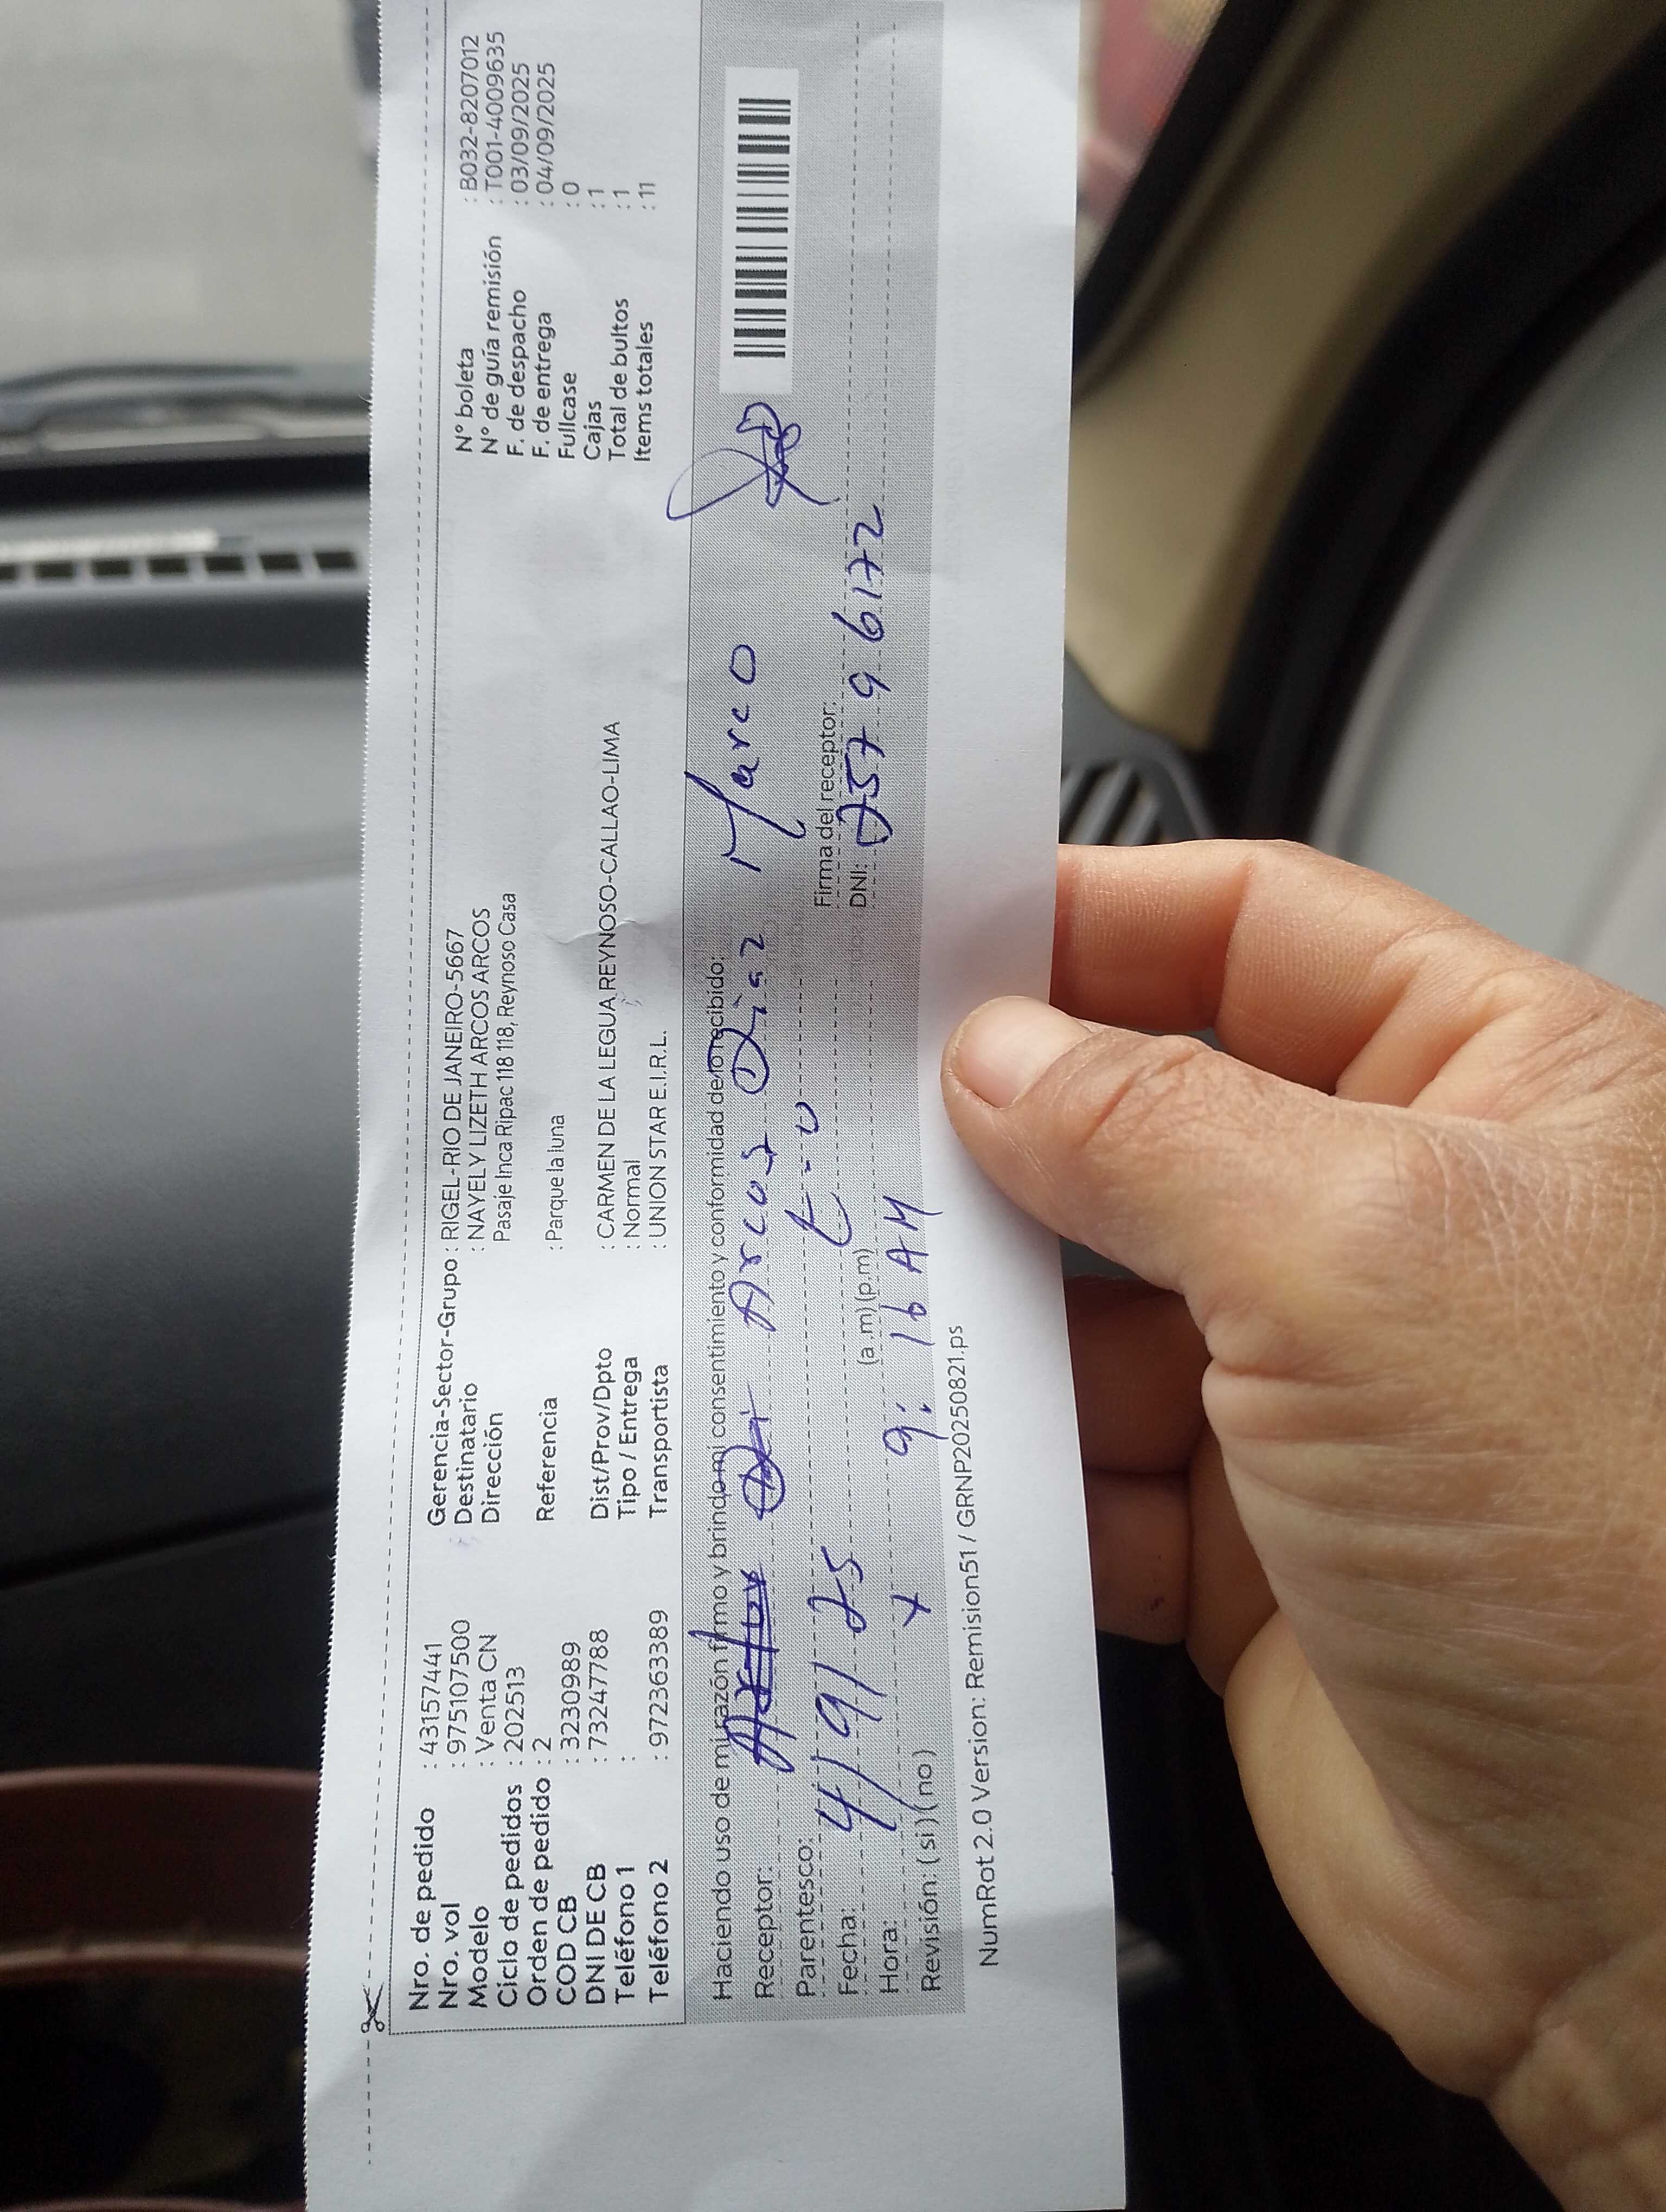 Nro. de pedido : 43157441
Nro. vol : 975107500
Modelo : Venta CN
Ciclo de pedidos : 202513
Orden de pedido : 2
COD CB : 3230989
DNI DE CB : 73247788
Teléfono 1 :
Teléfono 2 : 972363389
Gerencia-Sector-Grupo : RIGEL-RIO DE JANEIRO-5667
Destinatario : NAYELY LIZETH ARCOS ARCOS
Dirección Pasaje Inca Ripac 118 118, Reynoso Casa
Referencia : Parque la luna
Dist/Prov/Dpto : CARMEN DE LA LEGUA REYNOSO-CALLAO-LIMA
Tipo / Entrega : Normal
Transportista : UNION STAR E.I.R.L.
N° boleta : B032-8207012
N° de guía remisión : T001-4009635
F. de despacho : 03/09/2025
F. de entrega : 04/09/2025
Fullcase : 0
Cajas : 1
Total de bultos : 1
Items totales : 11
Haciendo uso de mi razón firmo y brindo mi consentimiento y conformidad de lo recibido:
Receptor: Arcos Diaz Marco
Parentesco:
Firma del receptor:
Fecha: 4/9/25
DNI: 25796172
Hora: (a.m) (p.m)
9:16 AM
Revisión: (si) (no)
NumRot 2.0 Version: Remision51 / GRNP20250821.ps